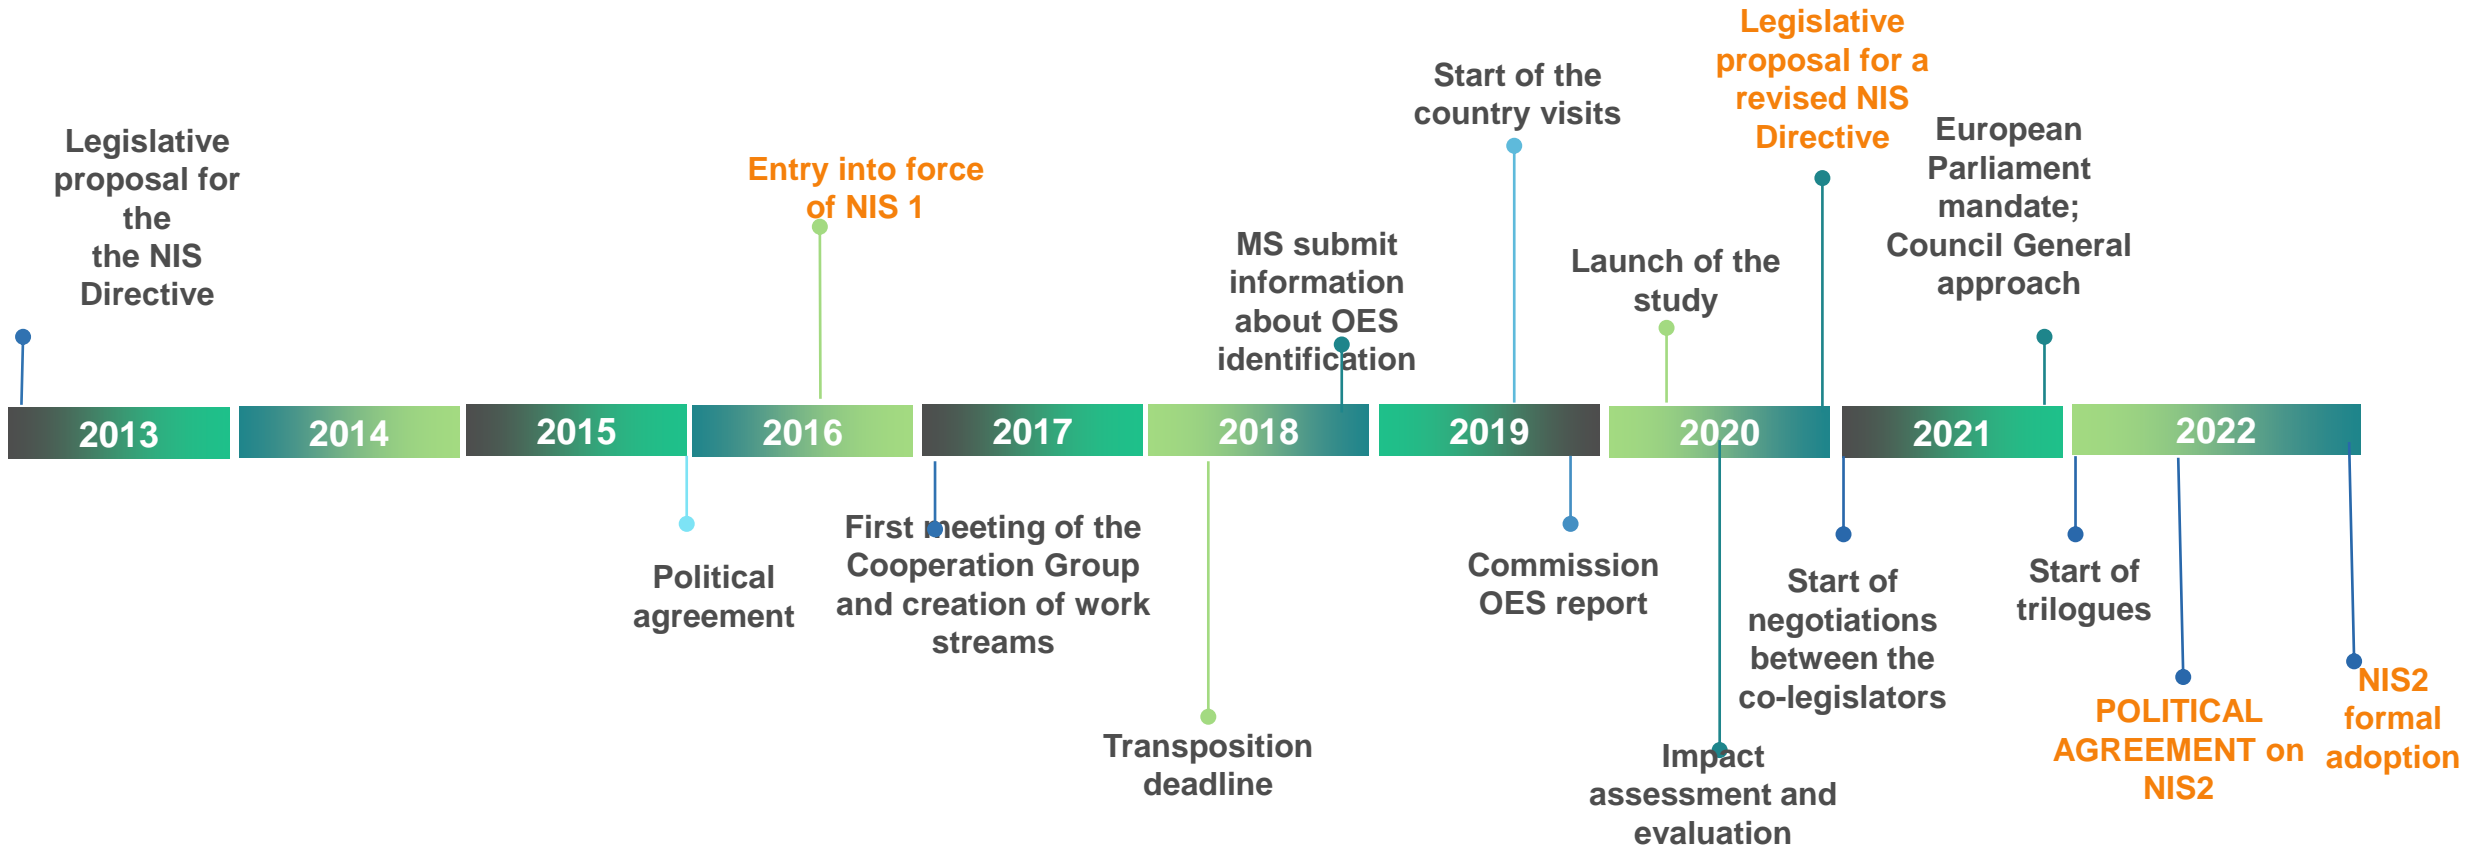 Legislative
proposal for
the
the NIS
Directive
Entry into force
of NIS 1
MS submit
information
about OES
identification
Start of the
country visits
Launch of the
study
Legislative
proposal for a
revised NIS
Directive
European
Parliament
mandate;
Council General
approach
2013
2014
2015
2016
2017
2018
2019
2020
2021
2022
Political
agreement
First meeting of the
Cooperation Group
and creation of work
streams
Transposition
deadline
Commission
OES report
Impact
assessment and
evaluation
Start of
negotiations
between the
co-legislators
Start of
trilogues
POLITICAL
AGREEMENT on
NIS2
NIS2
formal
adoption